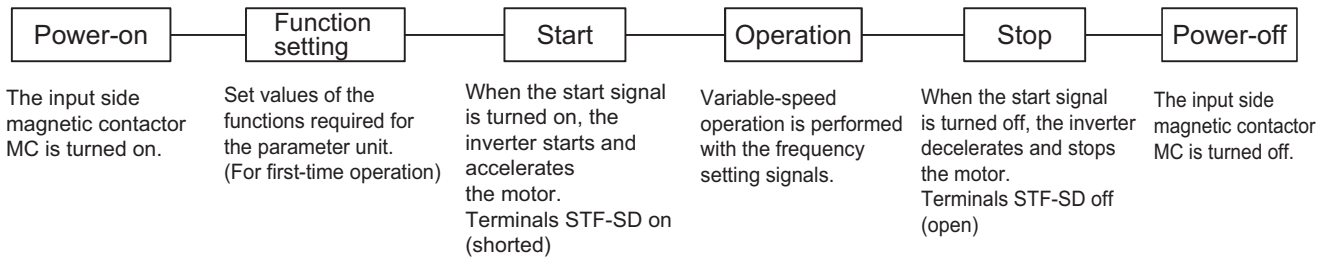 Power-on
Function
setting
Start
Operation
Stop
Power-off
The input side
magnetic contactor
MC is turned on.
Set values of the
functions required for
the parameter unit.
(For first-time operation)
When the start signal
is turned on, the
inverter starts and
accelerates
the motor.
Terminals STF-SD on
(shorted)
Variable-speed
operation is performed
with the frequency
setting signals.
When the start signal
is turned off, the inverter
decelerates and stops
the motor.
Terminals STF-SD off
(open)
The input side
magnetic contactor
MC is turned off.